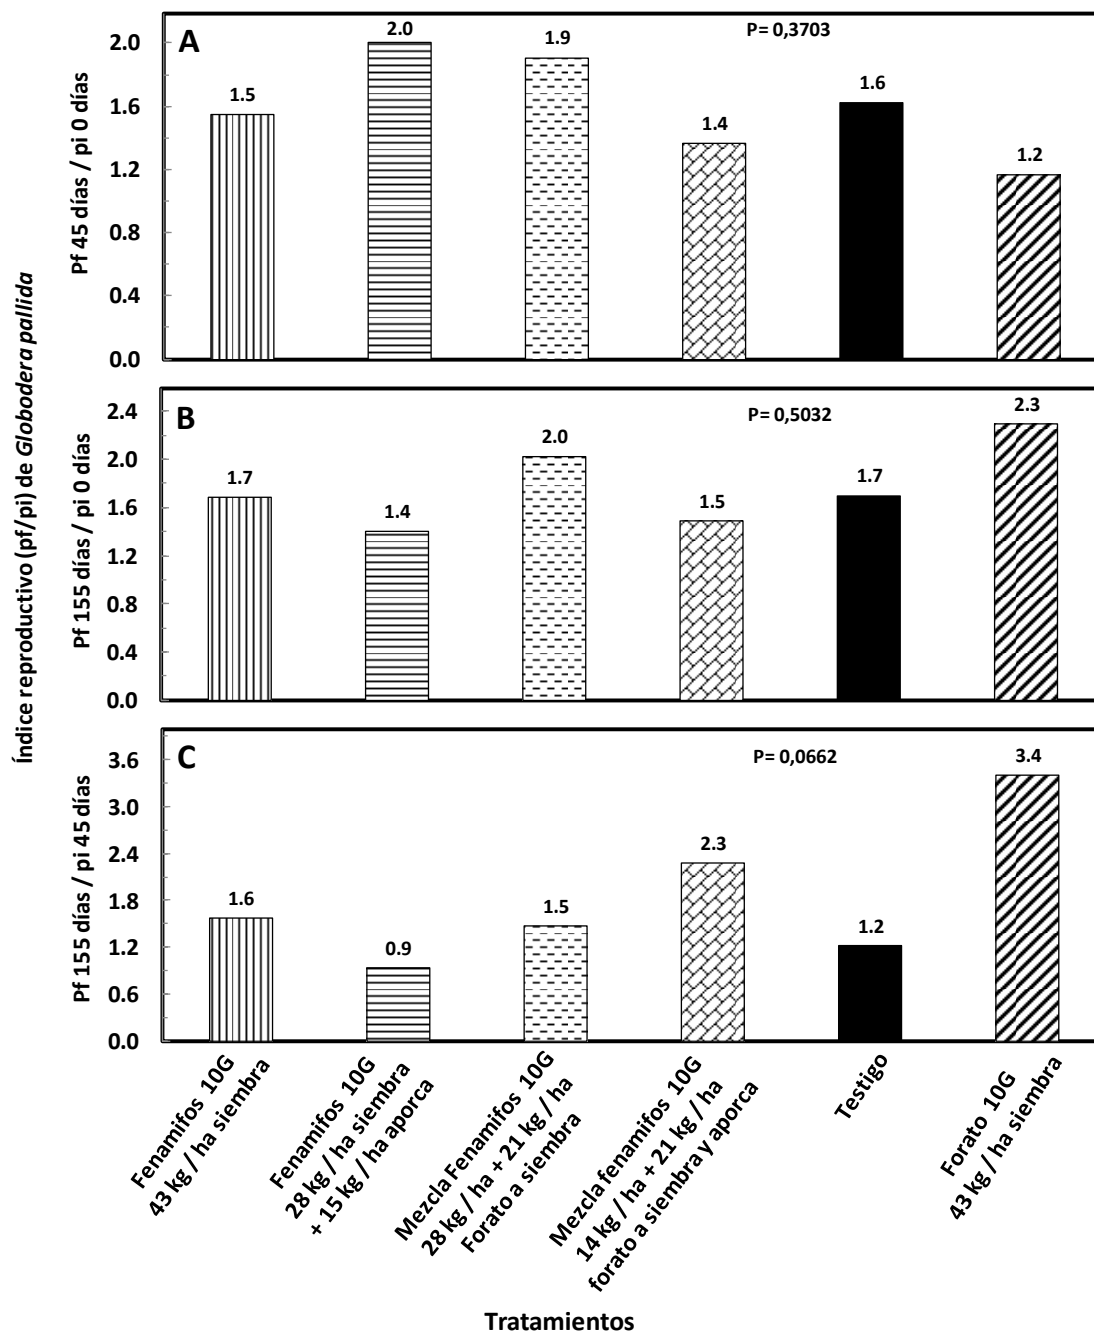 Índice reproductivo (pf/pi) de Globodera pallida
A
P= 0,3703
Pf 45 días / pi 0 días
2.0
1.6
1.2
0.8
0.4
0.0
1.5
2.0
1.9
1.4
1.6
1.2
B
P= 0,5032
Pf 155 días / pi 0 días
2.4
2.0
1.6
1.2
0.8
0.4
0.0
1.7
1.4
2.0
1.5
1.7
2.3
C
P= 0,0662
Pf 155 días / pi 45 días
3.6
3.0
2.4
1.8
1.2
0.6
0.0
1.6
0.9
1.5
2.3
1.2
3.4
Fenamifos 10G
43 kg / ha siembra
Fenamifos 10G
28 kg / ha siembra
+ 15 kg / ha aporca
Mezcla Fenamifos 10G
28 kg / ha + 21 kg / ha
Forato a siembra
Mezcla fenamifos 10G
14 kg / ha + 21 kg / ha
forato a siembra y aporca
Testigo
Forato 10G
43 kg / ha siembra
Tratamientos